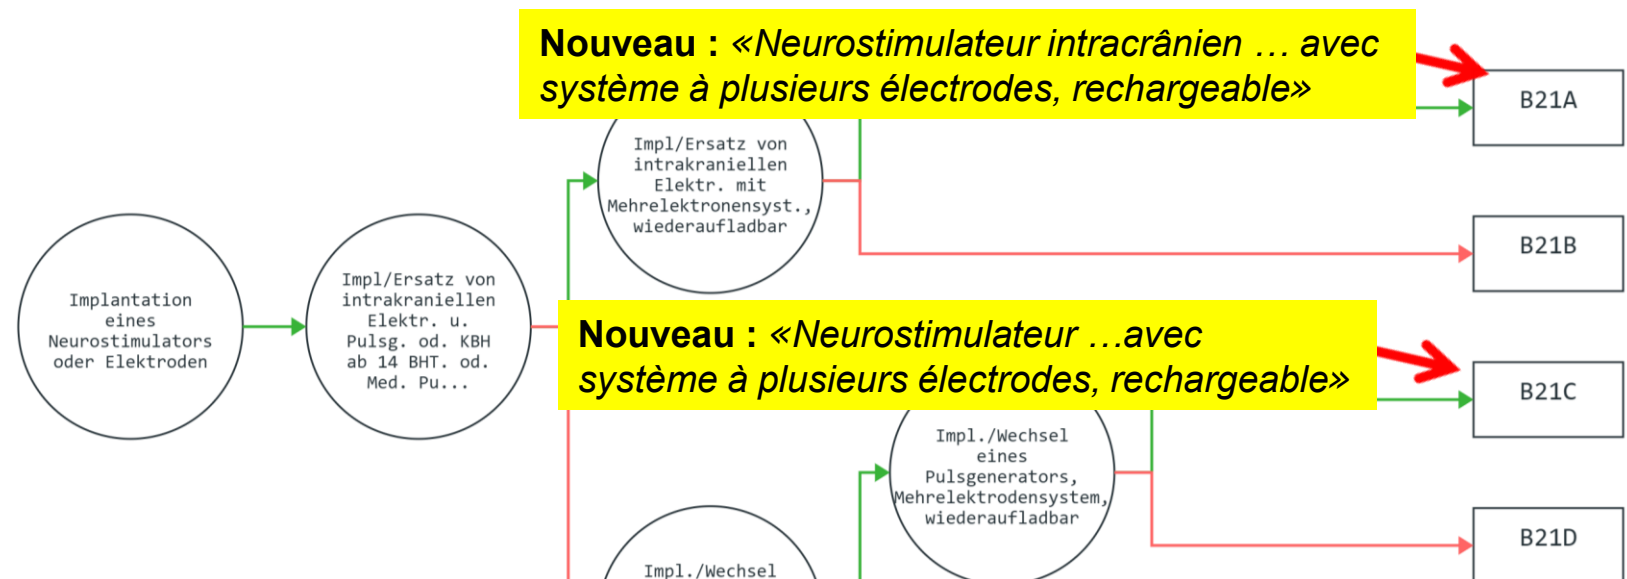 Nouveau : «Neurostimulateur intracrânien … avec
système à plusieurs électrodes, rechargeable»
B21A
Impl/Ersatz von
intrakraniellen
Elektr. mit
Mehrelektronensyst.,
wiederaufladbar
B21B
Implantation
eines
Neurostimulators
oder Elektroden
Impl/Ersatz von
intrakraniellen
Elektr. u.
Pulsg. od. KBH
ab 14 BHT. od.
Med. Pu...
Nouveau : «Neurostimulateur …avec
système à plusieurs électrodes, rechargeable»
B21C
Impl./Wechsel
eines
Pulsgenerators,
Mehrelektrodensystem,
wiederaufladbar
B21D
Impl./Wechsel